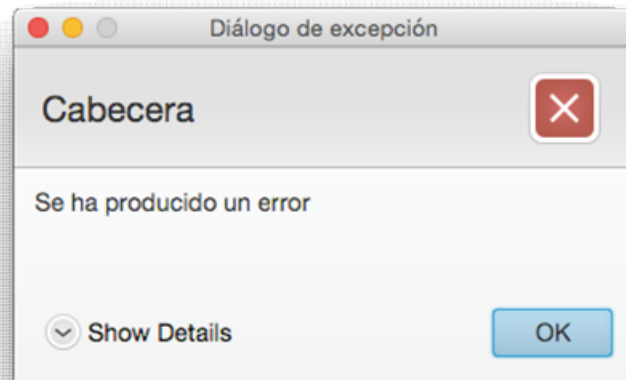 Diálogo de excepción
Cabecera
Se ha producido un error
Show Details
OK